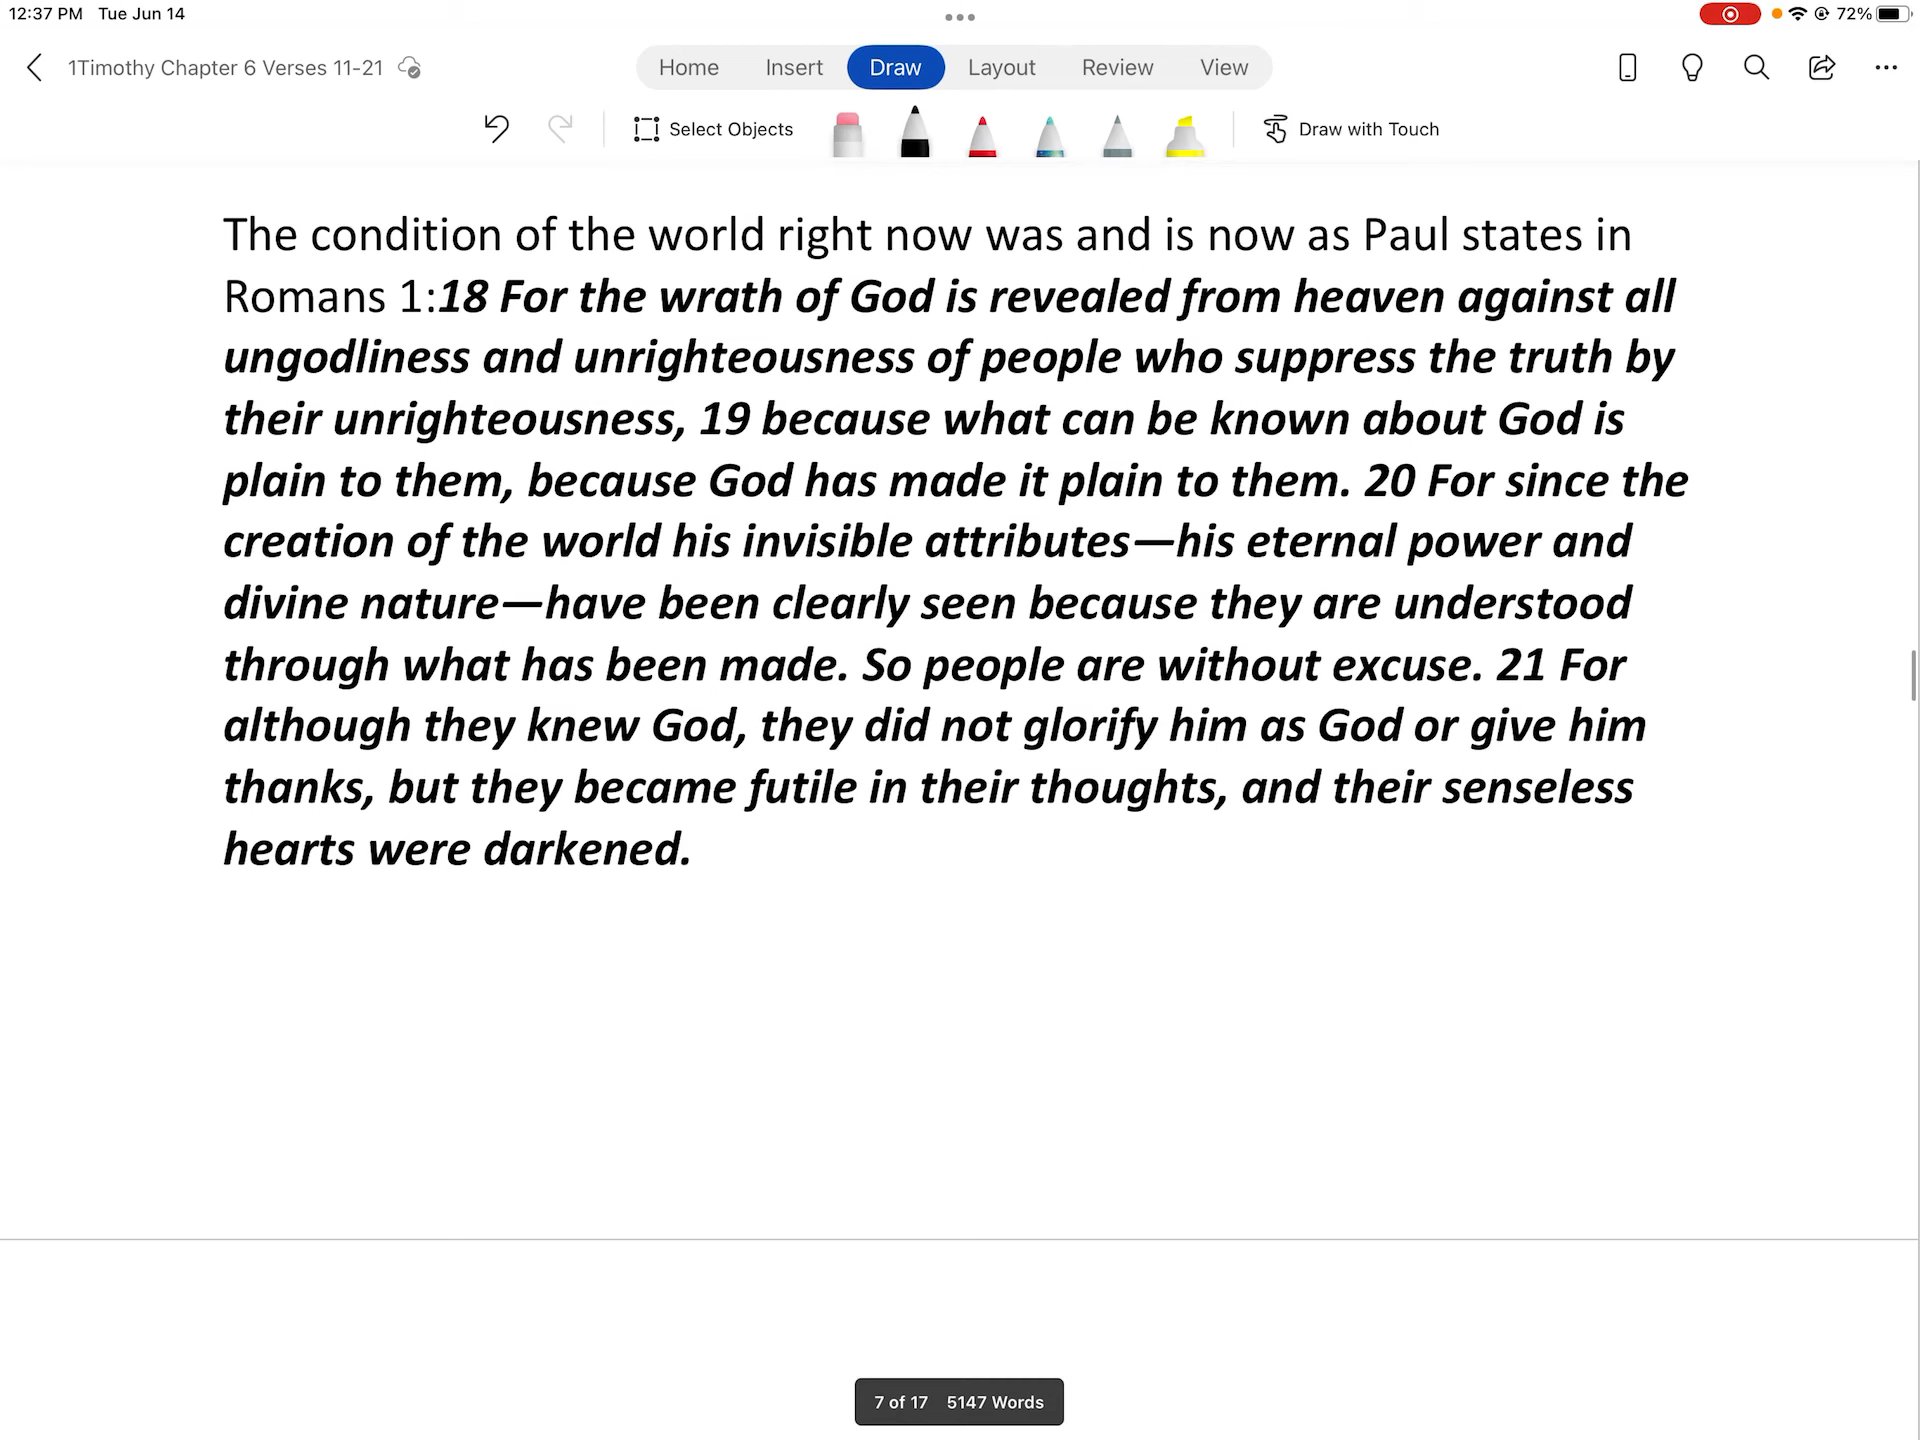 12:37 PM Tue Jun 14
72%
1Timothy Chapter 6 Verses 11-21
Home Insert Draw Layout Review View
Select Objects
Draw with Touch
The condition of the world right now was and is now as Paul states in
Romans 1:18 For the wrath of God is revealed from heaven against all
ungodliness and unrighteousness of people who suppress the truth by
their unrighteousness, 19 because what can be known about God is
plain to them, because God has made it plain to them. 20 For since the
creation of the world his invisible attributes—his eternal power and
divine nature—have been clearly seen because they are understood
through what has been made. So people are without excuse. 21 For
although they knew God, they did not glorify him as God or give him
thanks, but they became futile in their thoughts, and their senseless
hearts were darkened.
7 of 17 5147 Words